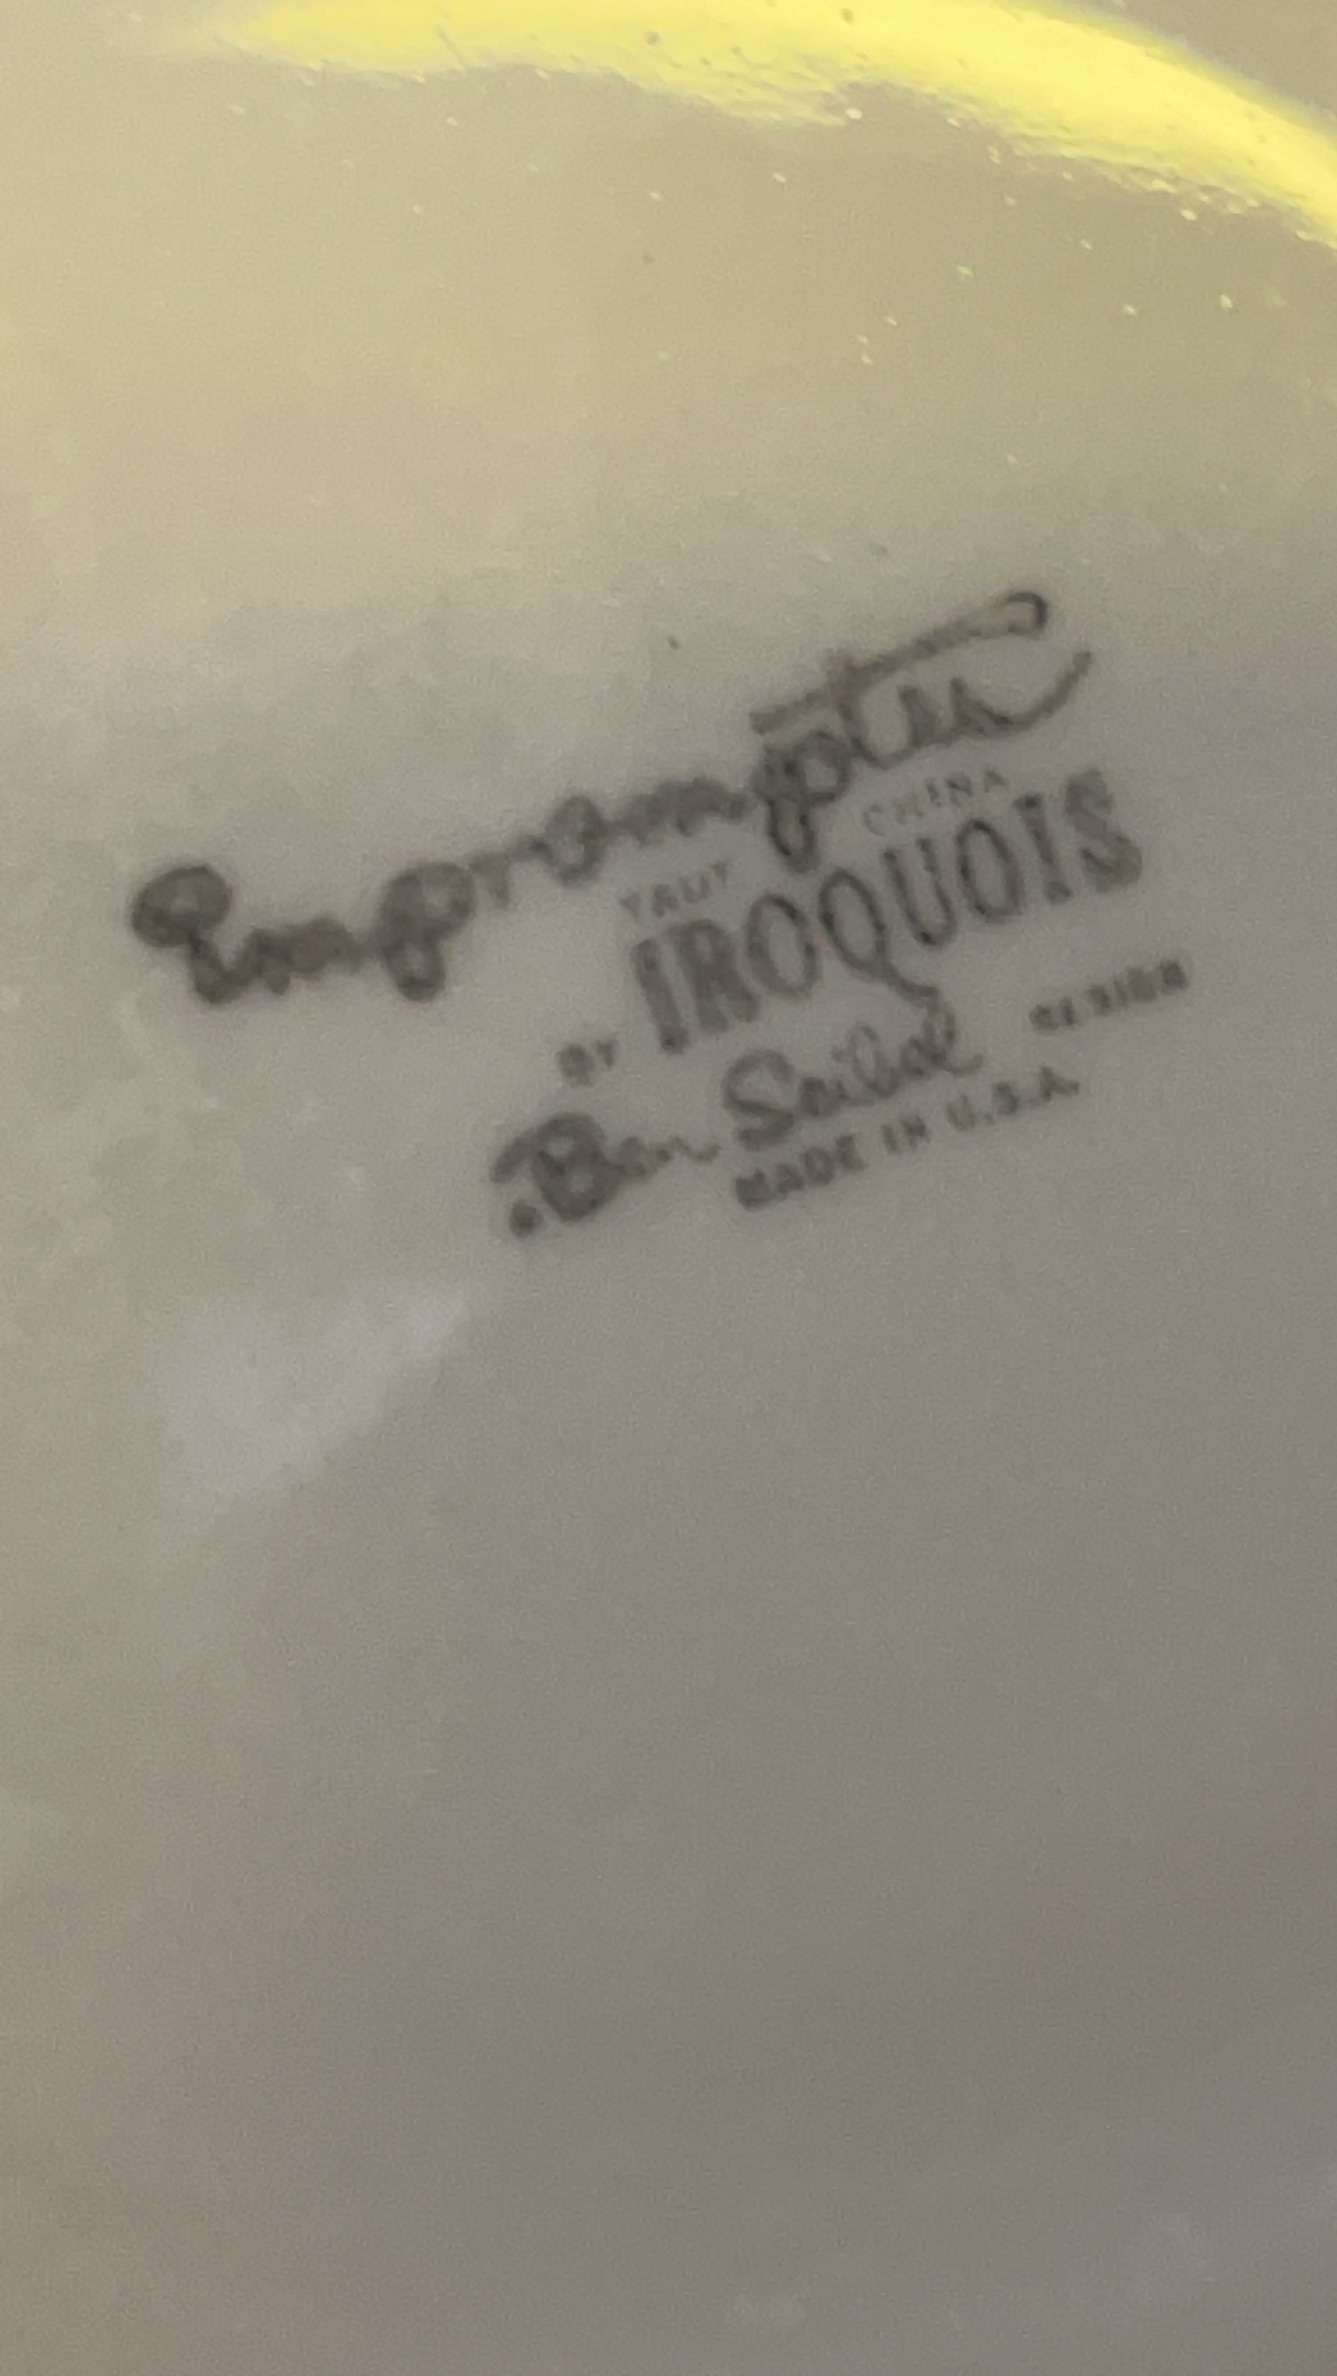 Impromptu
TRUE CHINA
BY IROQUOIS
Ben Seibel DESIGN
MADE IN U.S.A.